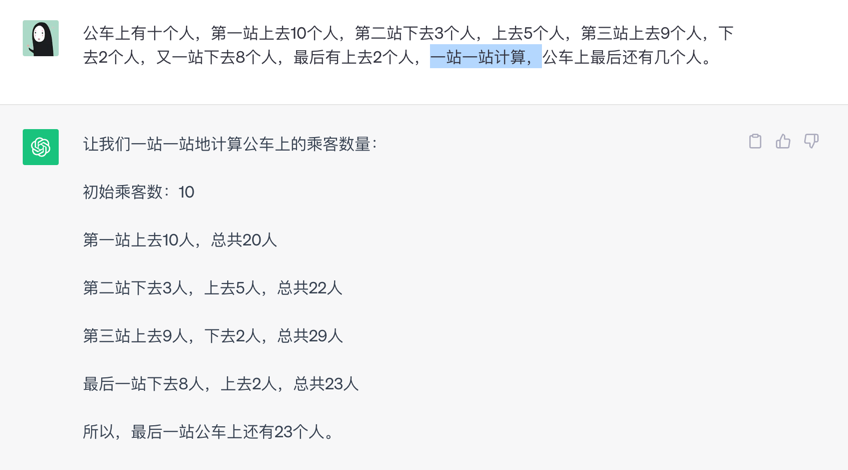 公车上有十个人，第一站上去10个人，第二站下去3个人，上去5个人，第三站上去9个人，下
去2个人，又一站下去8个人，最后有上去2个人，一站一站计算，公车上最后还有几个人。
让我们一站一站地计算公车上的乘客数量：
初始乘客数：10
第一站上去10人，总共20人
第二站下去3人，上去5人，总共22人
第三站上去9人，下去2人，总共29人
最后一站下去8人，上去2人，总共23人
所以，最后一站公车上还有23个人。